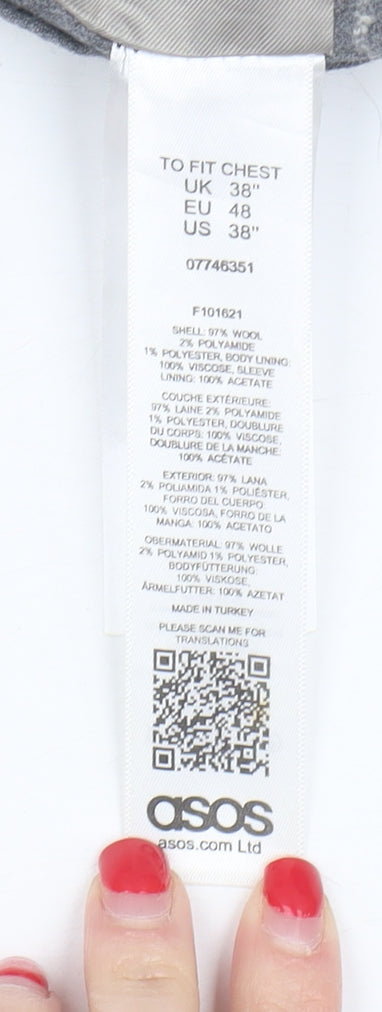 TO FIT CHEST
UK 38"
EU 48
US 38"
07746351
F101621
SHELL: 97% WOOL
2% POLYAMIDE
1% POLYESTER, BODY LINING:
100% VISCOSE, SLEEVE
LINING: 100% ACETATE
COUCHE EXTÉRIEURE:
97% LAINE 2% POLYAMIDE
1% POLYESTER, DOUBLURE
DU CORPS: 100% VISCOSE,
DOUBLURE DE LA MANCHE:
100% ACÉTATE
EXTERIOR: 97% LANA
2% POLIAMIDA 1% POLIÉSTER,
FORRO DEL CUERPO:
100% VISCOSA, FORRO DE LA
MANGA: 100% ACETATO
OBERMATERIAL: 97% WOLLE
2% POLYAMID 1% POLYESTER,
BODYFÜTTERUNG:
100% VISKOSE,
ÄRMELFUTTER: 100% AZETAT
MADE IN TURKEY
PLEASE SCAN ME FOR
TRANSLATIONS
asos
asos.com Ltd